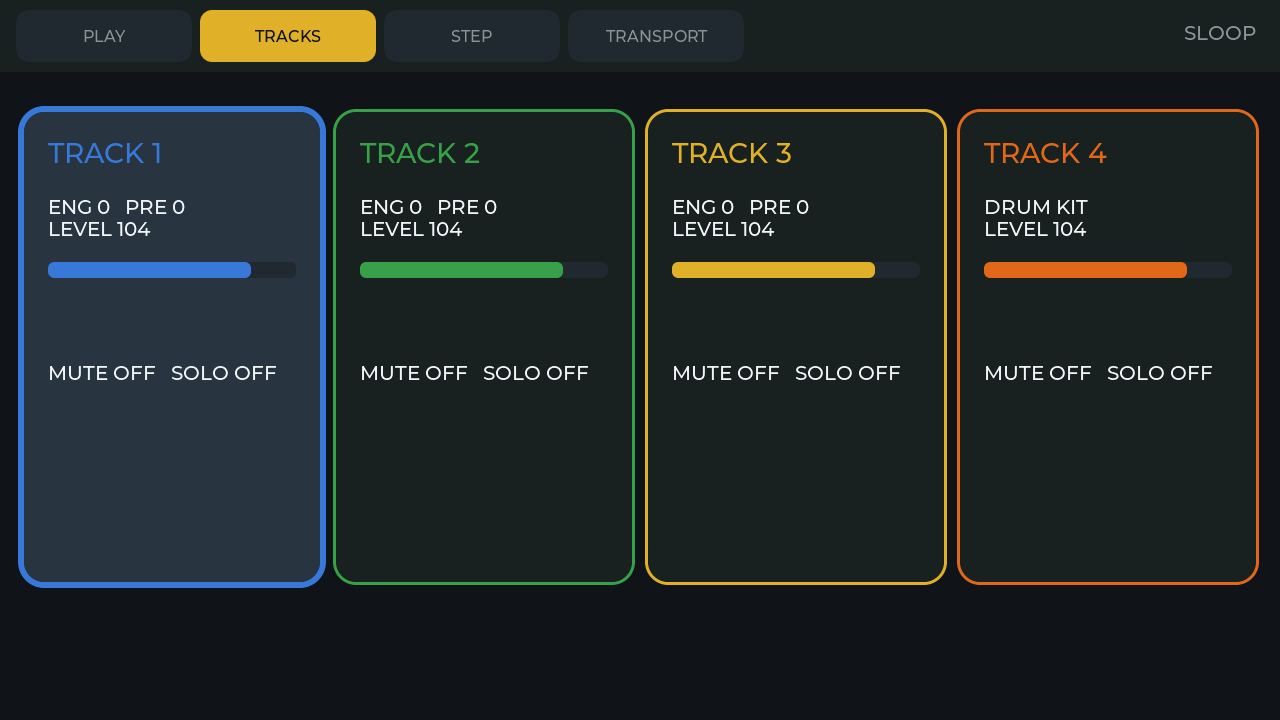 PLAY
TRACKS
STEP
TRANSPORT
SLOOP
TRACK 1
ENG 0 PRE 0
LEVEL 104
MUTE OFF SOLO OFF
TRACK 2
ENG 0 PRE 0
LEVEL 104
MUTE OFF SOLO OFF
TRACK 3
ENG 0 PRE 0
LEVEL 104
MUTE OFF SOLO OFF
TRACK 4
DRUM KIT
LEVEL 104
MUTE OFF SOLO OFF